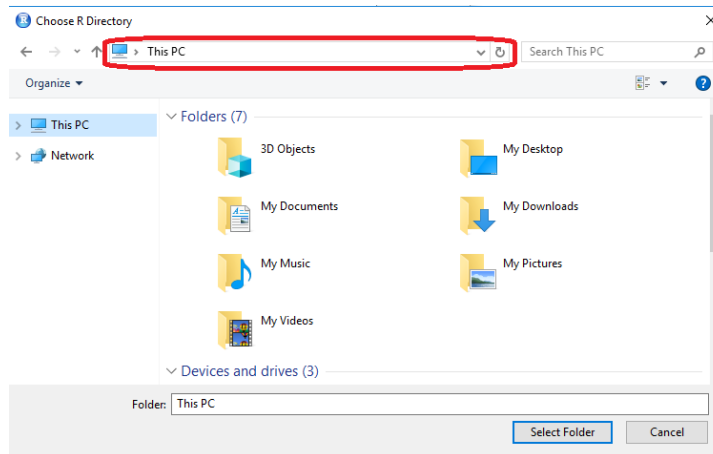 Choose R Directory
This PC
Search This PC
Organize
This PC
Network
Folders (7)
3D Objects
My Desktop
My Documents
My Downloads
My Music
My Pictures
My Videos
Devices and drives (3)
Folder: This PC
Select Folder Cancel